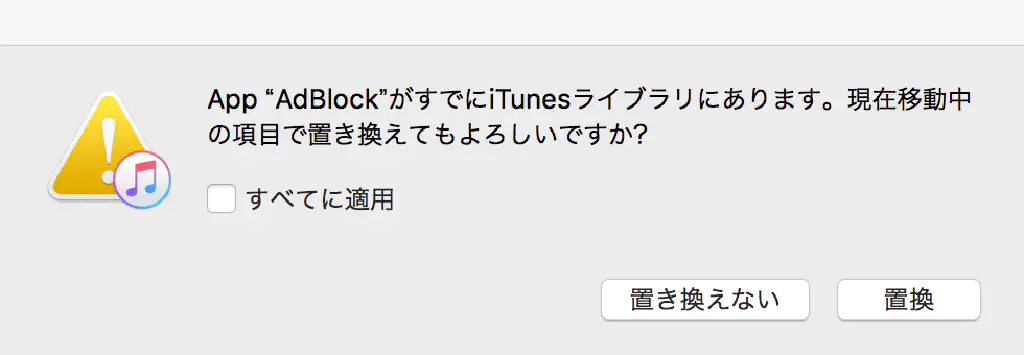 App “AdBlock”がすでにiTunesライブラリにあります。現在移動中
の項目で置き換えてもよろしいですか?
すべてに適用
置き換えない
置換